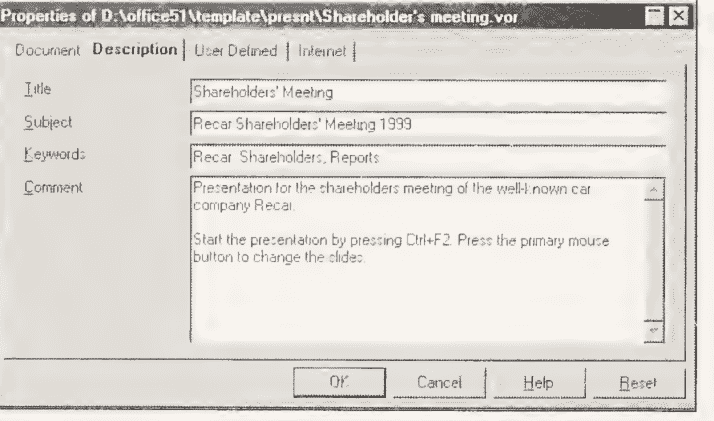 Properties of D:\office51\template\presnt\Shareholder's meeting.vor
Document Description User Defined Internet
Title Shareholders' Meeting
Subject Recar Shareholders' Meeting 1999
Keywords Recar Shareholders, Reports
Comment Presentation for the shareholders meeting of the well-known car
company Recar.
Start the presentation by pressing Ctrl+F2. Press the primary mouse
button to change the slides.
OK Cancel Help Reset